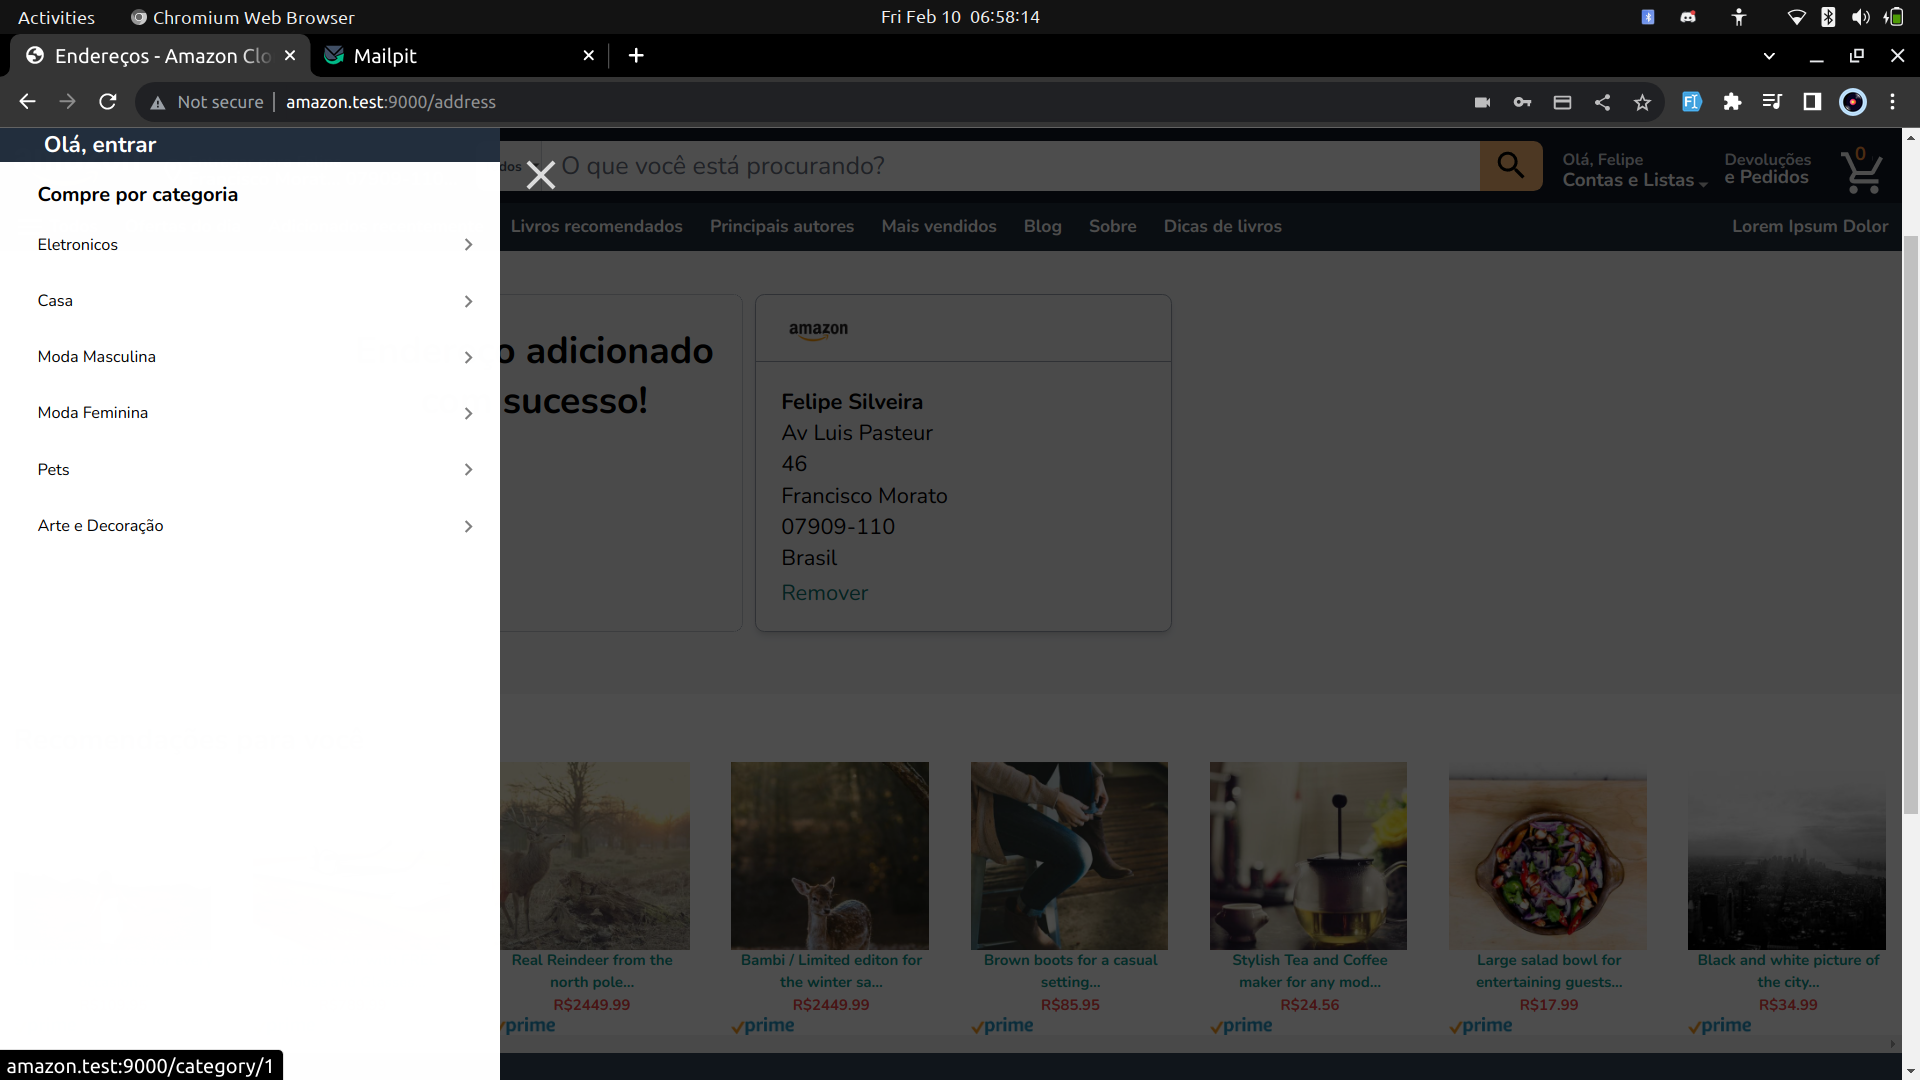 Activities
Chromium Web Browser
Fri Feb 10 06:58:14
Endereços - Amazon Clo
Mailpit
Not secure
amazon.test:9000/address
Olá, entrar
dos
O que você está procurando?
Olá, Felipe
Contas e Listas
Devoluções
e Pedidos
0
Livros recomendados
Principais autores
Mais vendidos
Blog
Sobre
Dicas de livros
Lorem Ipsum Dolor
Compre por categoria
Eletronicos
Casa
Moda Masculina
Moda Feminina
Pets
Arte e Decoração
o adicionado
sucesso!
amazon
Felipe Silveira
Av Luis Pasteur
46
Francisco Morato
07909-110
Brasil
Remover
Real Reindeer from the
north pole...
R$2449.99
prime
Bambi / Limited editon for
the winter sa...
R$2449.99
prime
Brown boots for a casual
setting...
R$85.95
prime
Stylish Tea and Coffee
maker for any mod...
R$24.56
prime
Large salad bowl for
entertaining guests...
R$17.99
prime
Black and white picture of
the city...
R$34.99
prime
amazon.test:9000/category/1